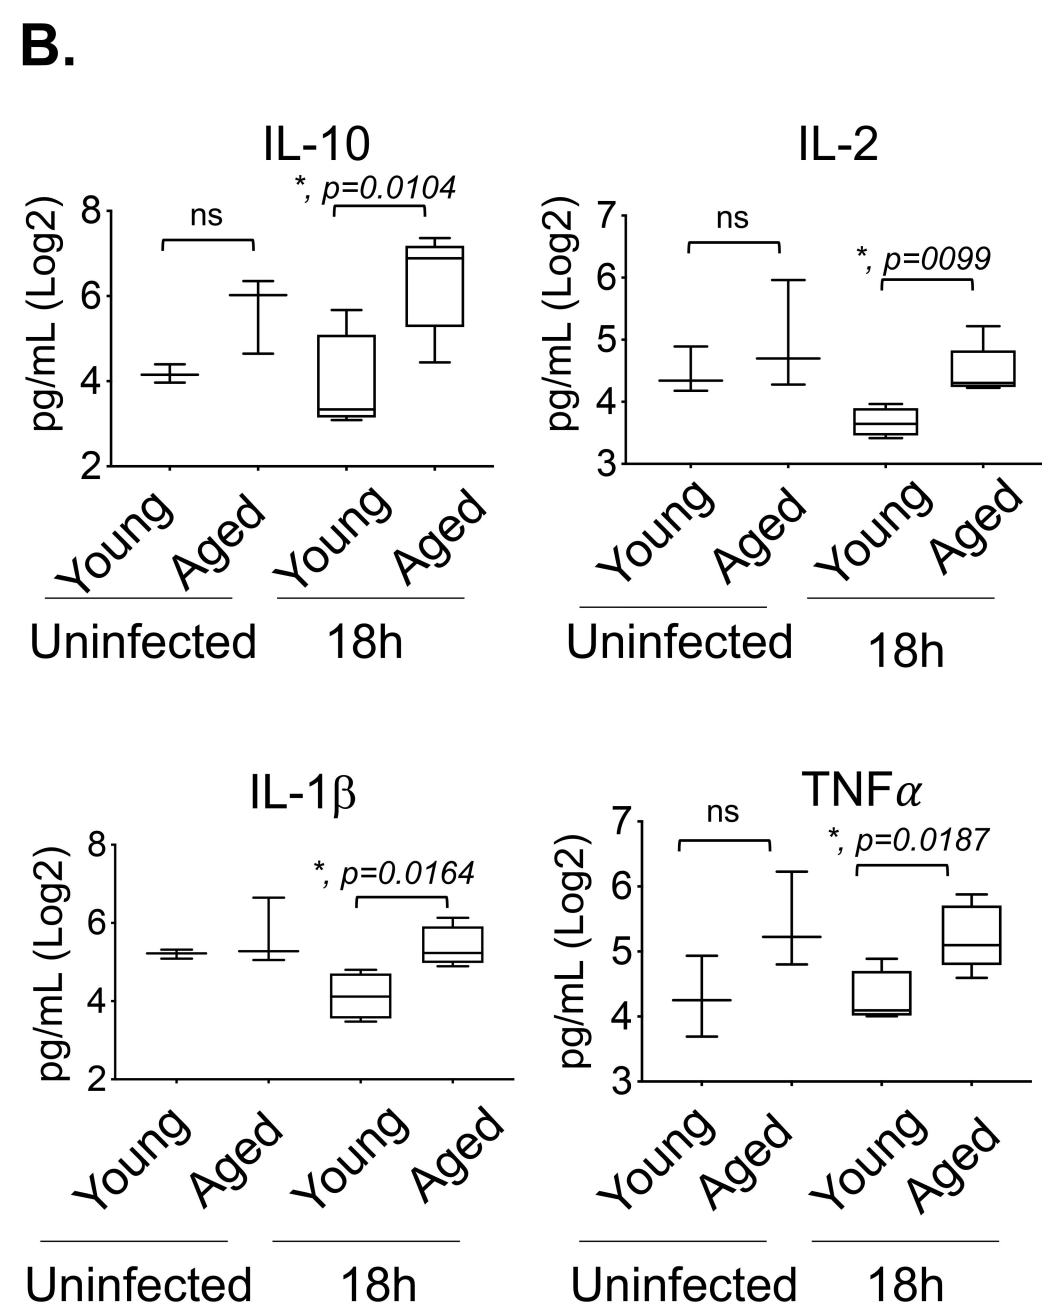 B.
IL-10
*, p=0.0104
ns
pg/mL (Log2)
8
6
4
2
Young
Aged
Young
Aged
Uninfected
18h
IL-2
ns
*, p=0099
pg/mL (Log2)
7
6
5
4
3
Young
Aged
Young
Aged
Uninfected
18h
IL-1β
*, p=0.0164
pg/mL (Log2)
8
6
4
2
Young
Aged
Young
Aged
Uninfected
18h
TNFα
ns
*, p=0.0187
pg/mL (Log2)
7
6
5
4
3
Young
Aged
Young
Aged
Uninfected
18h